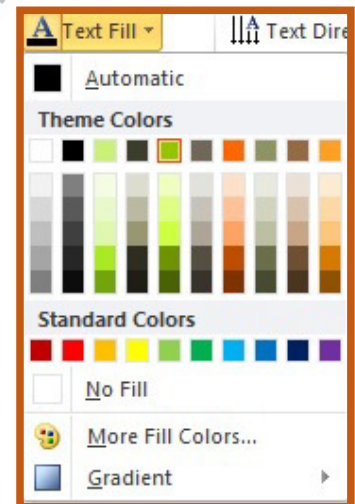 A Text Fill A Text Dire
Automatic
Theme Colors
Standard Colors
No Fill
More Fill Colors...
Gradient